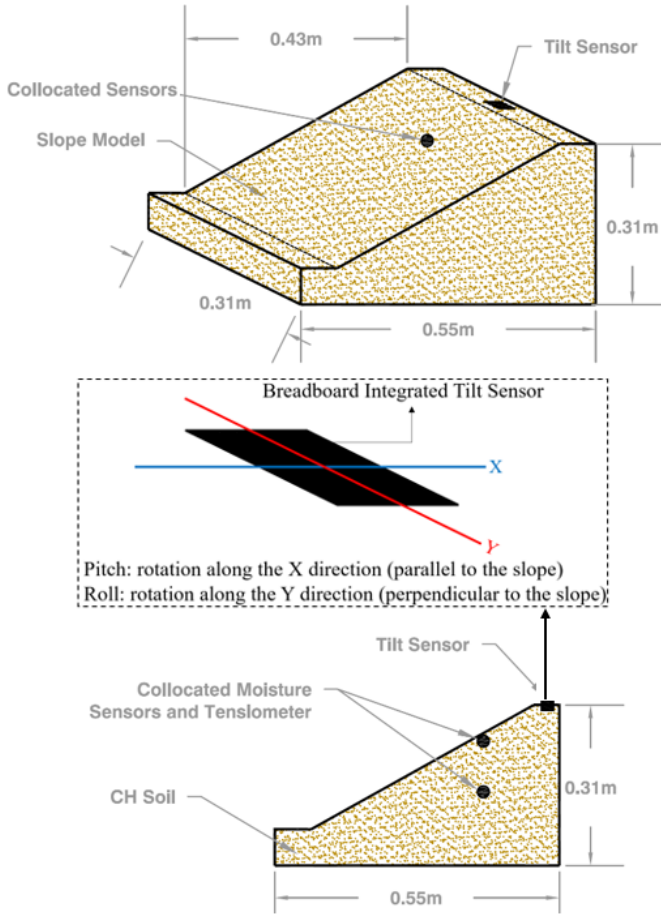 0.43m
Tilt Sensor
Collocated Sensors
Slope Model
0.31m
0.31m
0.55m
Breadboard Integrated Tilt Sensor
X
Y
Pitch: rotation along the X direction (parallel to the slope)
Roll: rotation along the Y direction (perpendicular to the slope)
Tilt Sensor
Collocated Moisture
Sensors and Tenslometer
0.31m
CH Soil
0.55m